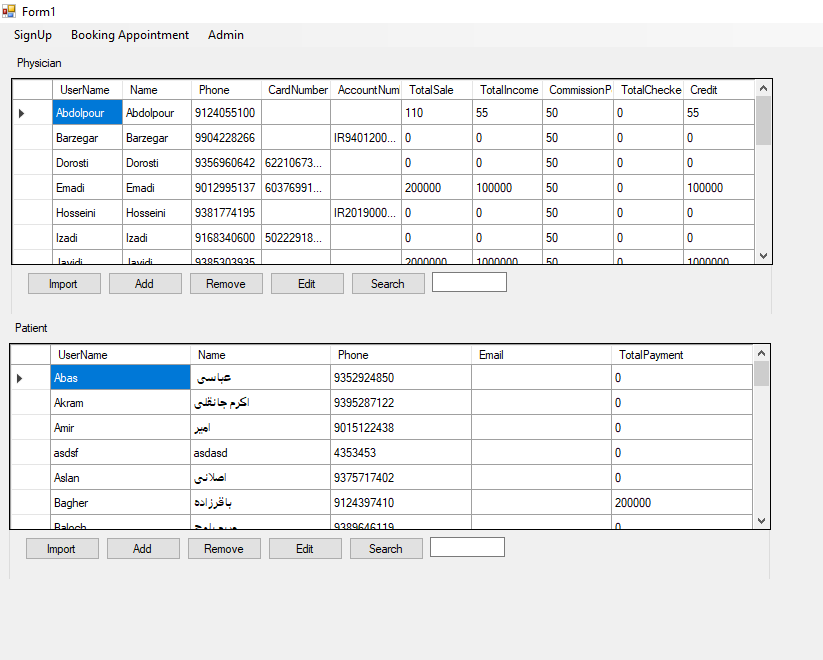 Form1
SignUp Booking Appointment Admin
Physician
UserName Name Phone CardNumber AccountNum TotalSale TotalIncome CommissionP TotalChecke Credit
Abdolpour Abdolpour 9124055100 110 55 50 0 55
Barzegar Barzegar 9904228266 IR9401200... 0 0 50 0 0
Dorosti Dorosti 9356960642 62210673... 0 0 50 0 0
Emadi Emadi 9012995137 60376991... 200000 100000 50 0 100000
Hosseini Hosseini 9381774195 IR2019000... 0 0 50 0 0
Izadi Izadi 9168340600 50222918... 0 0 50 0 0
Javidi Javidi 9385303935 2000000 1000000 50 0 1000000
Import Add Remove Edit Search
Patient
UserName Name Phone Email TotalPayment
Abas عباسی 9352924850 0
Akram اکرم جانقلی 9395287122 0
Amir امیر 9015122438 0
asdsf asdasd 4353453 0
Aslan اصلانی 9375717402 0
Bagher باقرزاده 9124397410 200000
Baloch 9389646119 0
Import Add Remove Edit Search